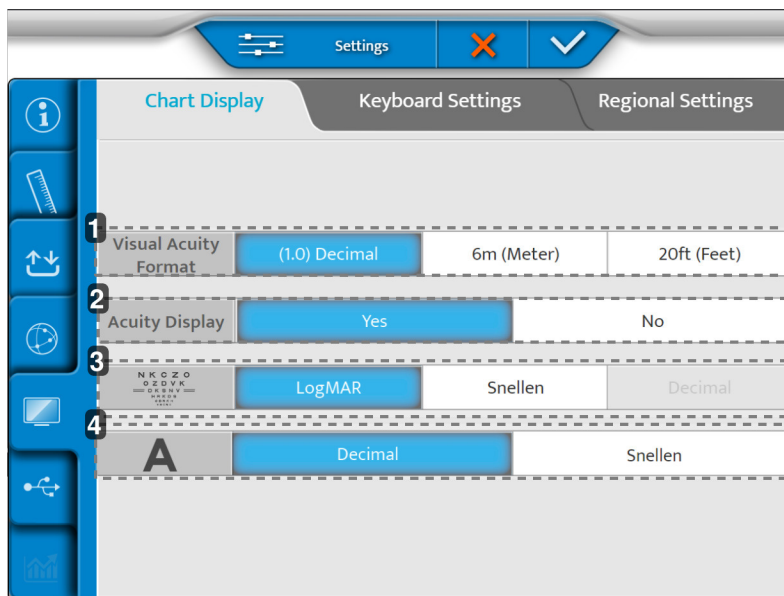 Settings
Chart Display Keyboard Settings Regional Settings
1
Visual Acuity Format (1.0) Decimal 6m (Meter) 20ft (Feet)
2
Acuity Display Yes No
3
N K C Z O
O Z D V K
D K S N V
LogMAR Snellen Decimal
4
A Decimal Snellen